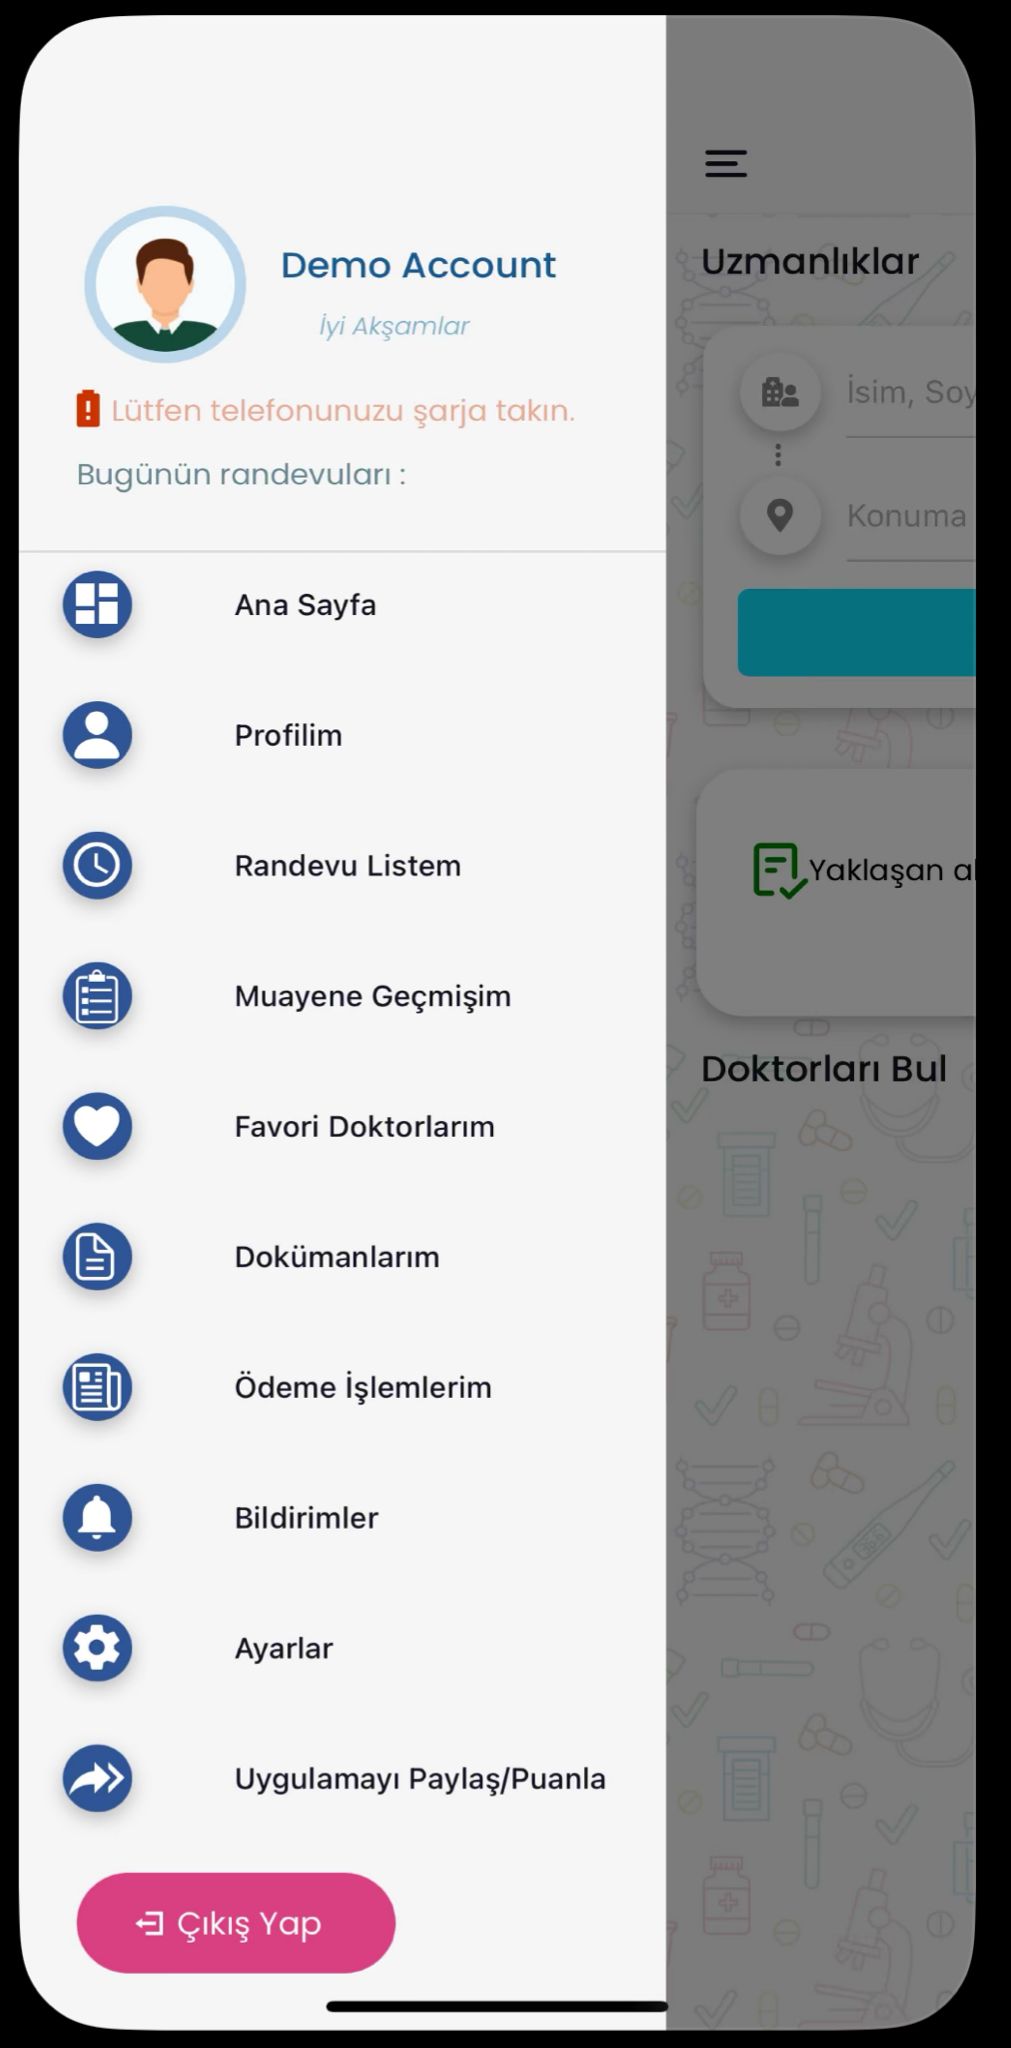 Demo Account
İyi Akşamlar
Lütfen telefonunuzu şarja takın.
Bugünün randevuları :
Ana Sayfa
Profilim
Randevu Listem
Muayene Geçmişim
Favori Doktorlarım
Dokümanlarım
Ödeme İşlemlerim
Bildirimler
Ayarlar
Uygulamayı Paylaş/Puanla
Çıkış Yap
Uzmanlıklar
İsim, Soy
Konuma
Yaklaşan al
Doktorları Bul